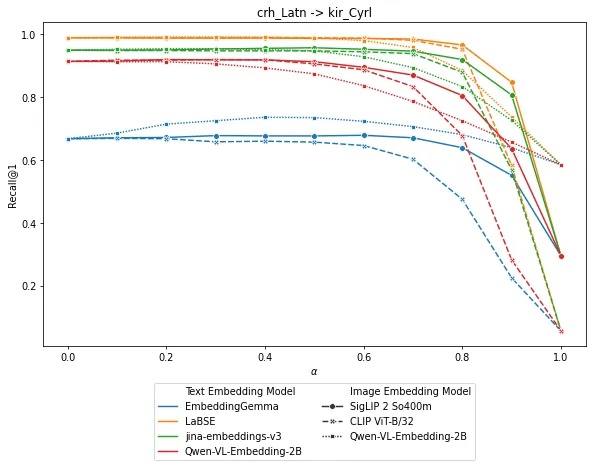 crh_Latn -> kir_Cyrl
Recall@1
1.0
0.8
0.6
0.4
0.2
0.0 0.2 0.4 0.6 0.8 1.0
α
Text Embedding Model
EmbeddingGemma
LaBSE
jina-embeddings-v3
Qwen-VL-Embedding-2B
Image Embedding Model
SigLIP 2 So400m
CLIP ViT-B/32
Qwen-VL-Embedding-2B